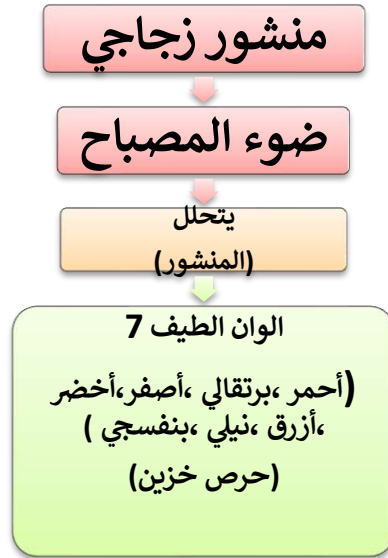 منشور زجاجي
ضوء المصباح
يتحلل
(المنشور)
الوان الطيف 7
(أحمر ،برتقالي ،أصفر،أخضر
،أزرق ،نيلي ،بنفسجي )
(حرص خزين)